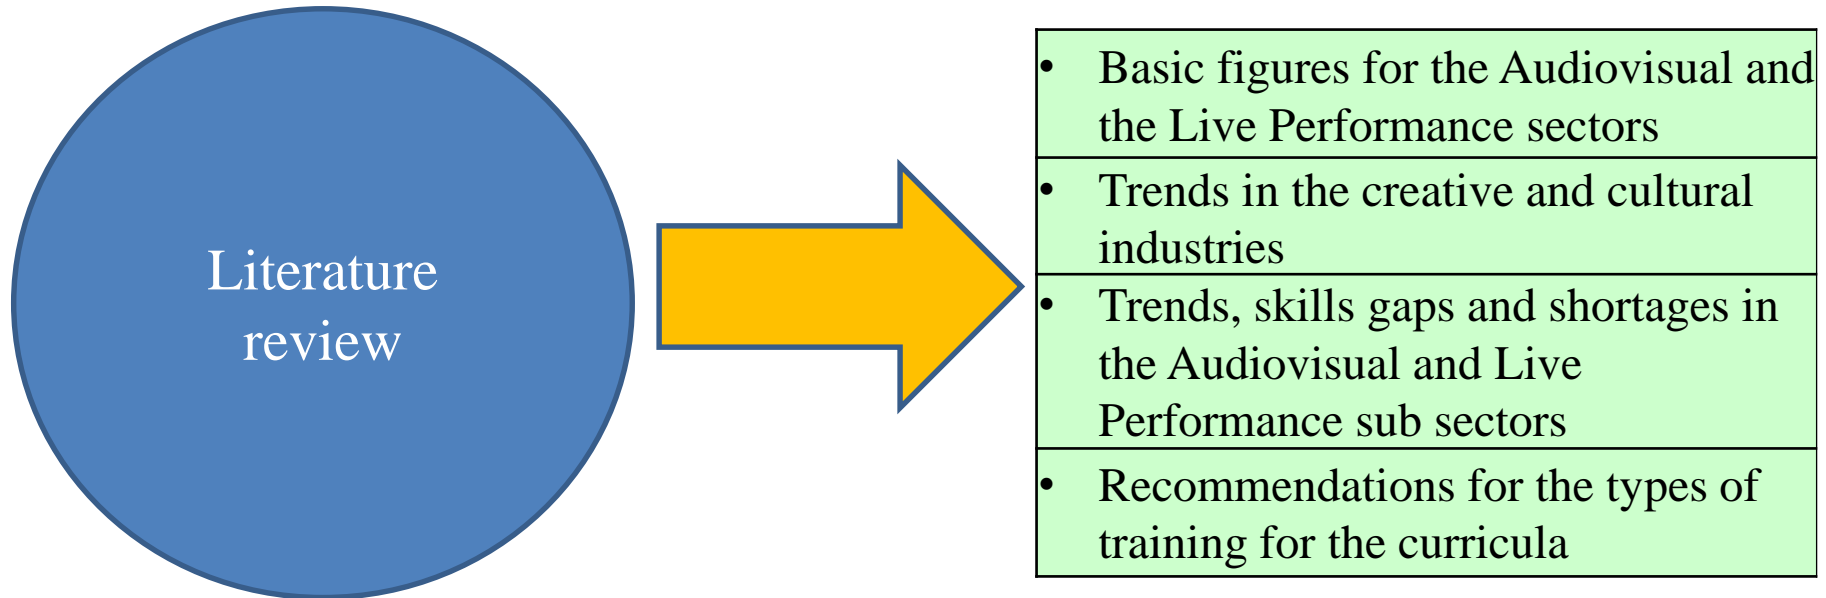 Literature
review
• Basic figures for the Audiovisual and
the Live Performance sectors
• Trends in the creative and cultural
industries
• Trends, skills gaps and shortages in
the Audiovisual and Live
Performance sub sectors
• Recommendations for the types of
training for the curricula